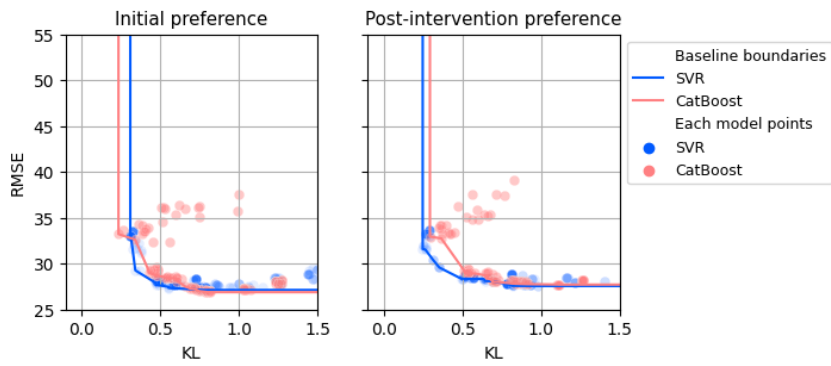 Initial preference
Post-intervention preference
RMSE
55
50
45
40
35
30
25
0.0
0.5
1.0
1.5
KL
0.0
0.5
1.0
1.5
KL
Baseline boundaries
SVR
CatBoost
Each model points
SVR
CatBoost